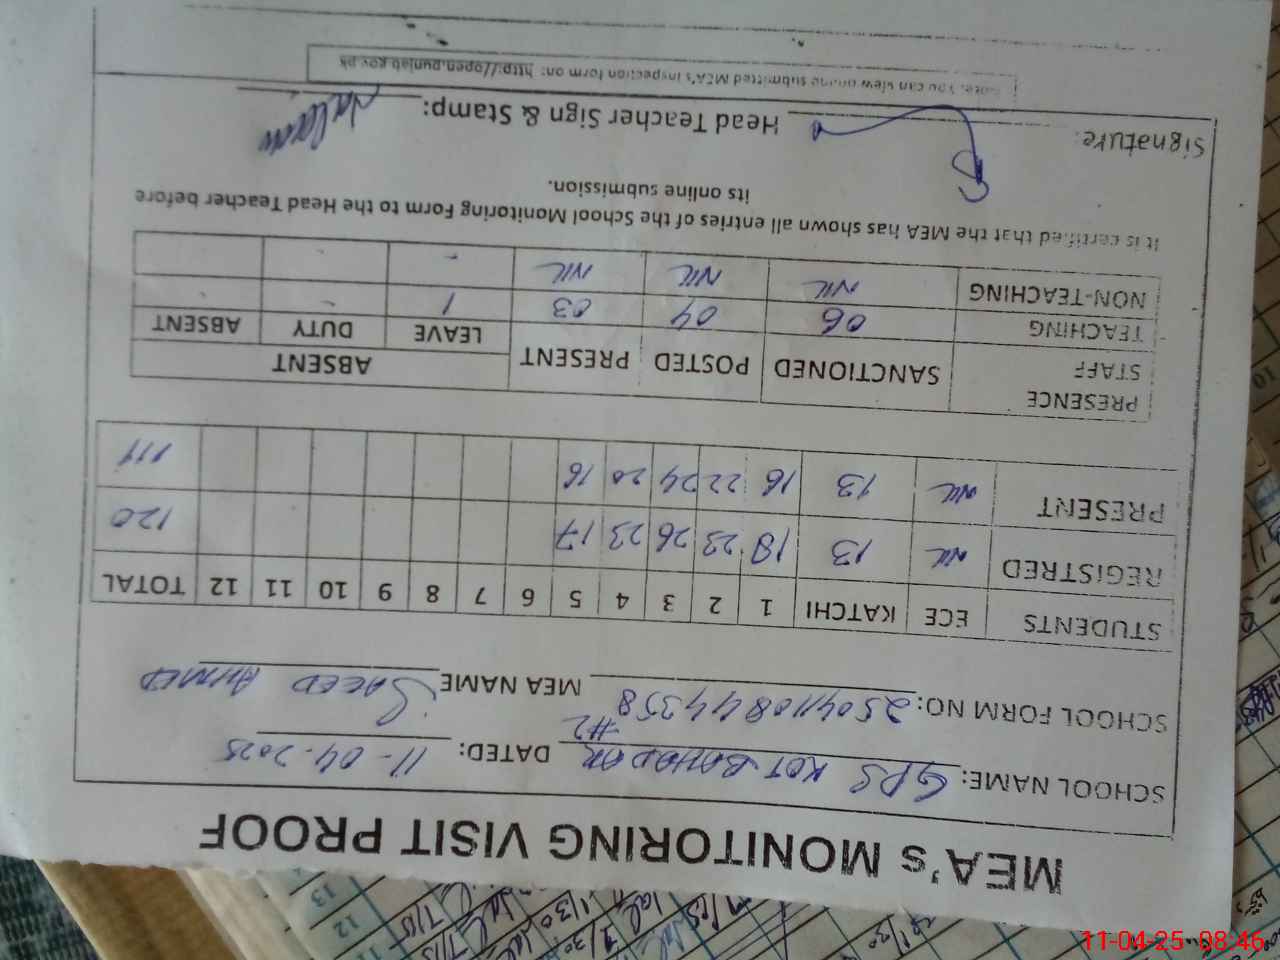 MEA's MONITORING VISIT PROOF
SCHOOL NAME: GPS KOT BAHADAR #2 DATED: 11-04-2025
SCHOOL FORM NO: 2504110844358 MEA NAME SAEED AHMED
STUDENTS ECE KATCHI 1 2 3 4 5 6 7 8 9 10 11 12 TOTAL
REGISTRED NIL 13 18 23 26 23 17 120
PRESENT NIL 13 16 22 24 20 16 111
PRESENCE STAFF SANCTIONED POSTED PRESENT ABSENT
LEAVE DUTY ABSENT
TEACHING 06 04 03 1 - -
NON-TEACHING NIL NIL NIL - -
It is certified that the MEA has shown all entries of the School Monitoring Form to the Head Teacher before
its online submission.
Signature: Head Teacher Sign & Stamp:
Note: You can view online submitted MEA's inspection form on: http://open.punjab.gov.pk
11-04-25 08:46